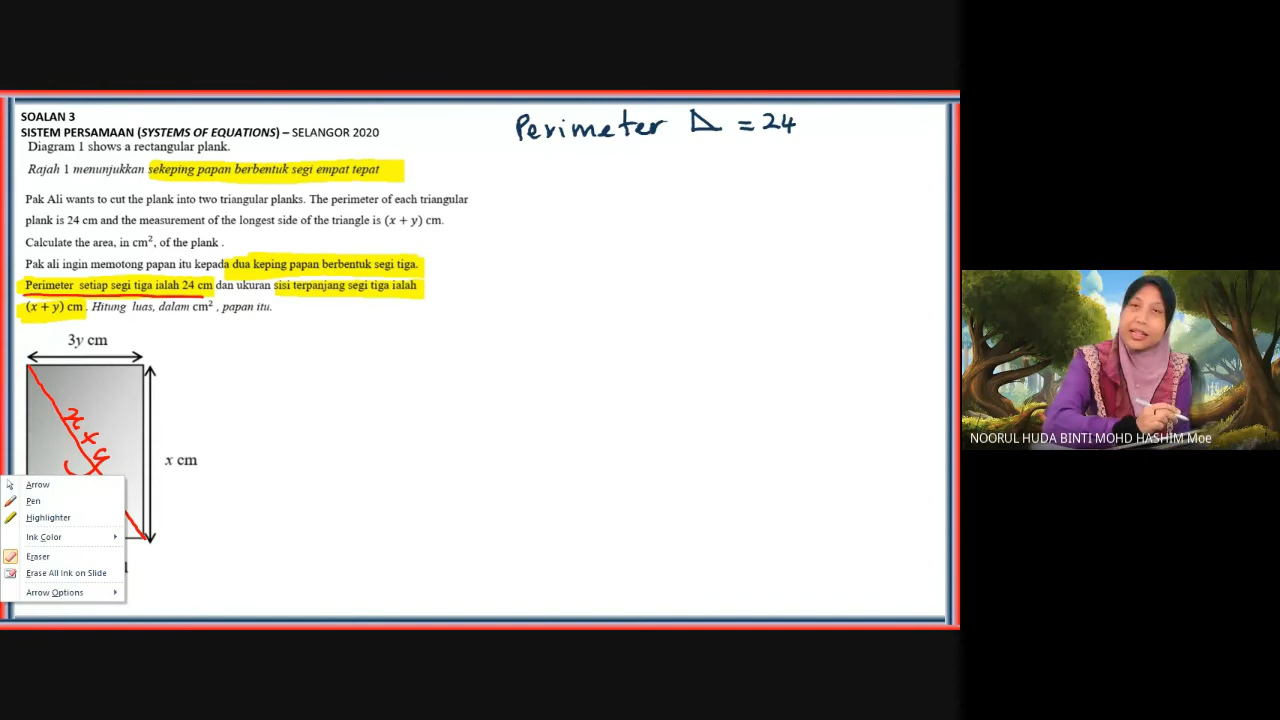 SOALAN 3
SISTEM PERSAMAAN (SYSTEMS OF EQUATIONS) – SELANGOR 2020
Diagram 1 shows a rectangular plank.
Rajah 1 menunjukkan sekeping papan berbentuk segi empat tepat
Pak Ali wants to cut the plank into two triangular planks. The perimeter of each triangular
plank is 24 cm and the measurement of the longest side of the triangle is (x + y) cm.
Calculate the area, in cm², of the plank .
Pak ali ingin memotong papan itu kepada dua keping papan berbentuk segi tiga.
Perimeter setiap segi tiga ialah 24 cm dan ukuran sisi terpanjang segi tiga ialah
(x + y) cm . Hitung luas, dalam cm² , papan itu.
3y cm
x cm
Perimeter = 24
Arrow
Pen
Highlighter
Ink Color
Eraser
Erase All Ink on Slide
Arrow Options
NOORUL HUDA BINTI MOHD HASHIM Moe